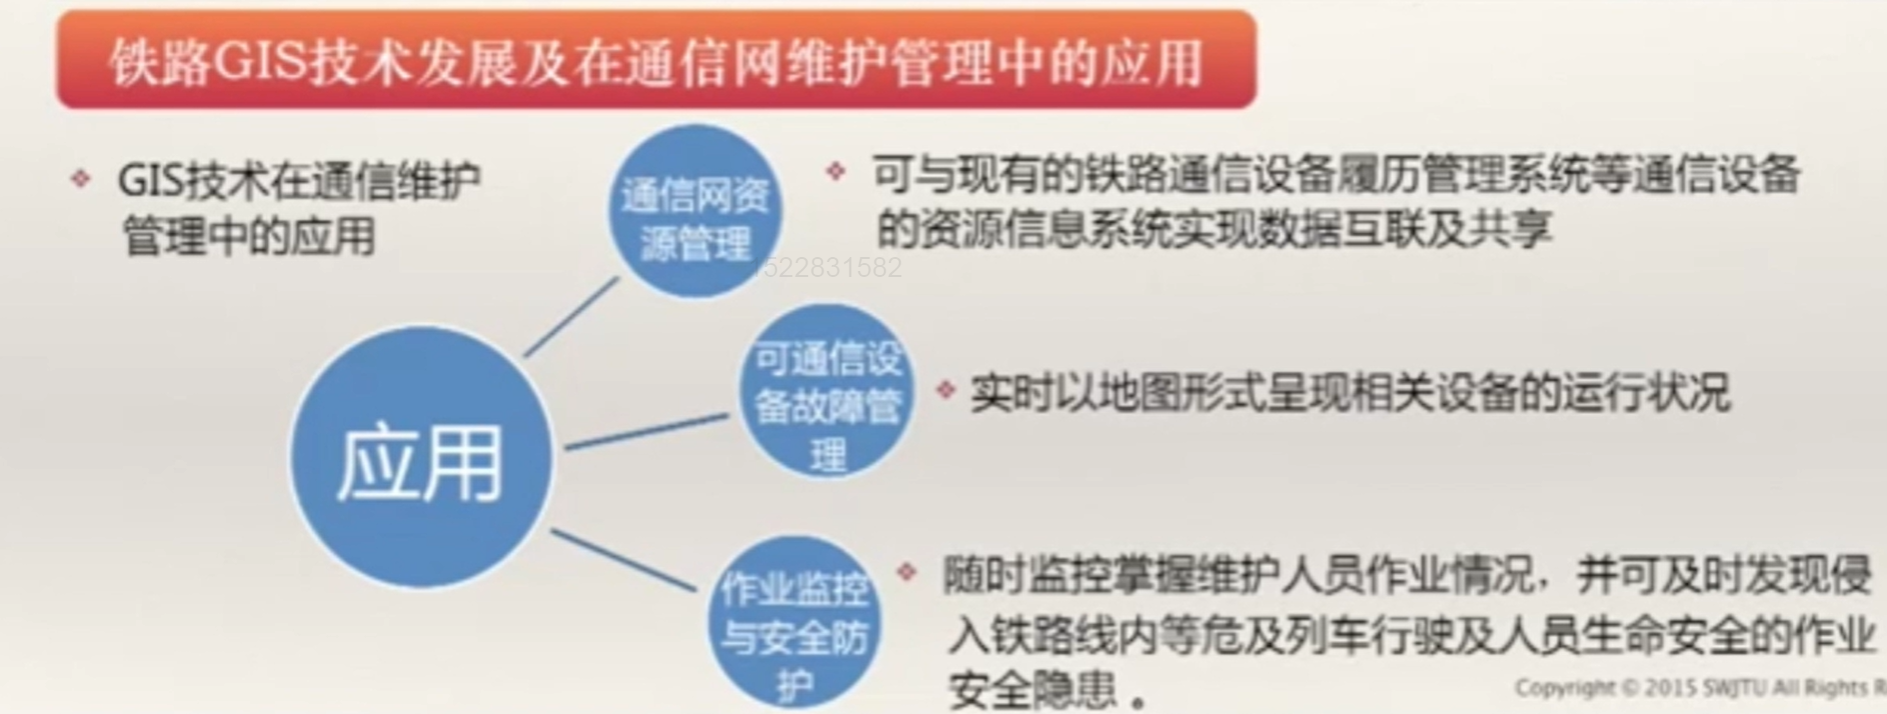 铁路GIS技术发展及在通信网维护管理中的应用
GIS技术在通信维护
管理中的应用
通信网资
源管理
可与现有的铁路通信设备履历管理系统等通信设备
的资源信息系统实现数据互联及共享
522831582
应用
可通信设
备故障管
理
实时以地图形式呈现相关设备的运行状况
作业监控
与安全防
护
随时监控掌握维护人员作业情况，并可及时发现侵
入铁路线内等危及列车行驶及人员生命安全的作业
安全隐患。
Copyright © 2015 SWJTU All Rights R